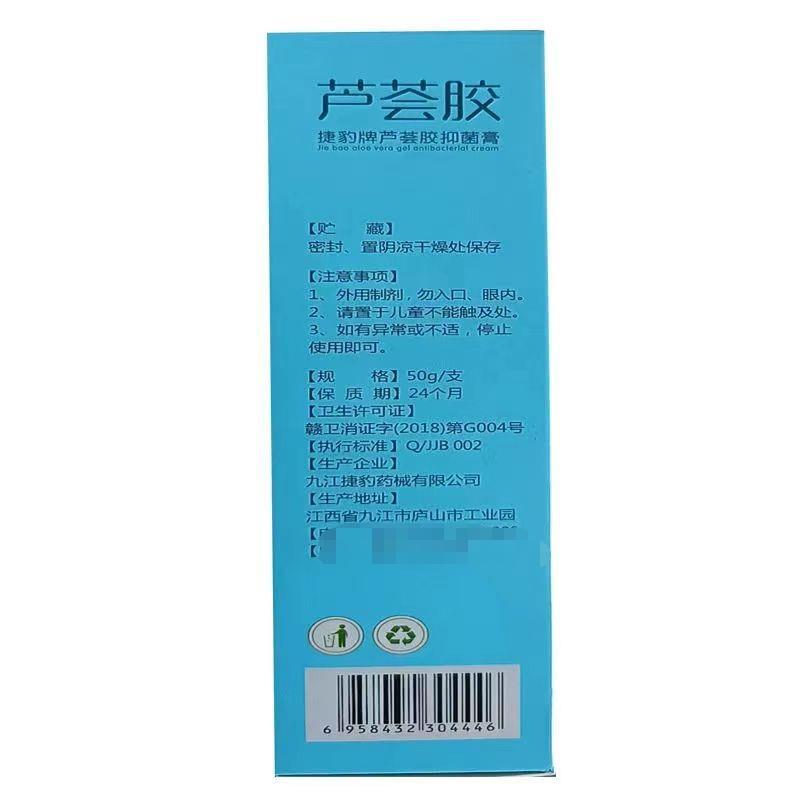 芦荟胶
捷豹牌芦荟胶抑菌膏
Jie bao aloe vera gel antibacterial cream
【贮 藏】
密封、置阴凉干燥处保存
【注意事项】
1、外用制剂,勿入口、眼内。
2、请置于儿童不能触及处。
3、如有异常或不适,停止
使用即可。
【规 格】50g/支
【保 质 期】24个月
【卫生许可证】
赣卫消证字(2018)第G004号
【执行标准】Q/JJB 002
【生产企业】
九江捷豹药械有限公司
【生产地址】
江西省九江市庐山市工业园
6 958432 304446